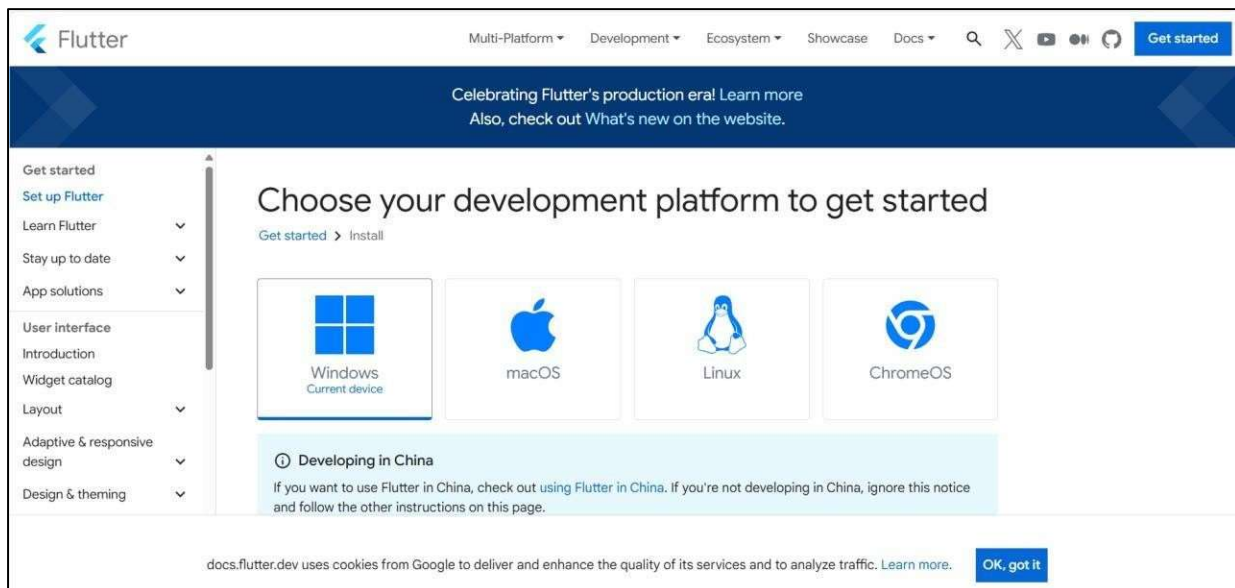 Flutter
Multi-Platform
Development
Ecosystem
Showcase
Docs
Get started
Celebrating Flutter's production era! Learn more
Also, check out What's new on the website.
Get started
Set up Flutter
Learn Flutter
Stay up to date
App solutions
User interface
Introduction
Widget catalog
Layout
Adaptive & responsive
design
Design & theming
Choose your development platform to get started
Get started > Install
Windows
Current device
macOS
Linux
ChromeOS
Developing in China
If you want to use Flutter in China, check out using Flutter in China. If you're not developing in China, ignore this notice
and follow the other instructions on this page.
docs.flutter.dev uses cookies from Google to deliver and enhance the quality of its services and to analyze traffic. Learn more.
OK, got it